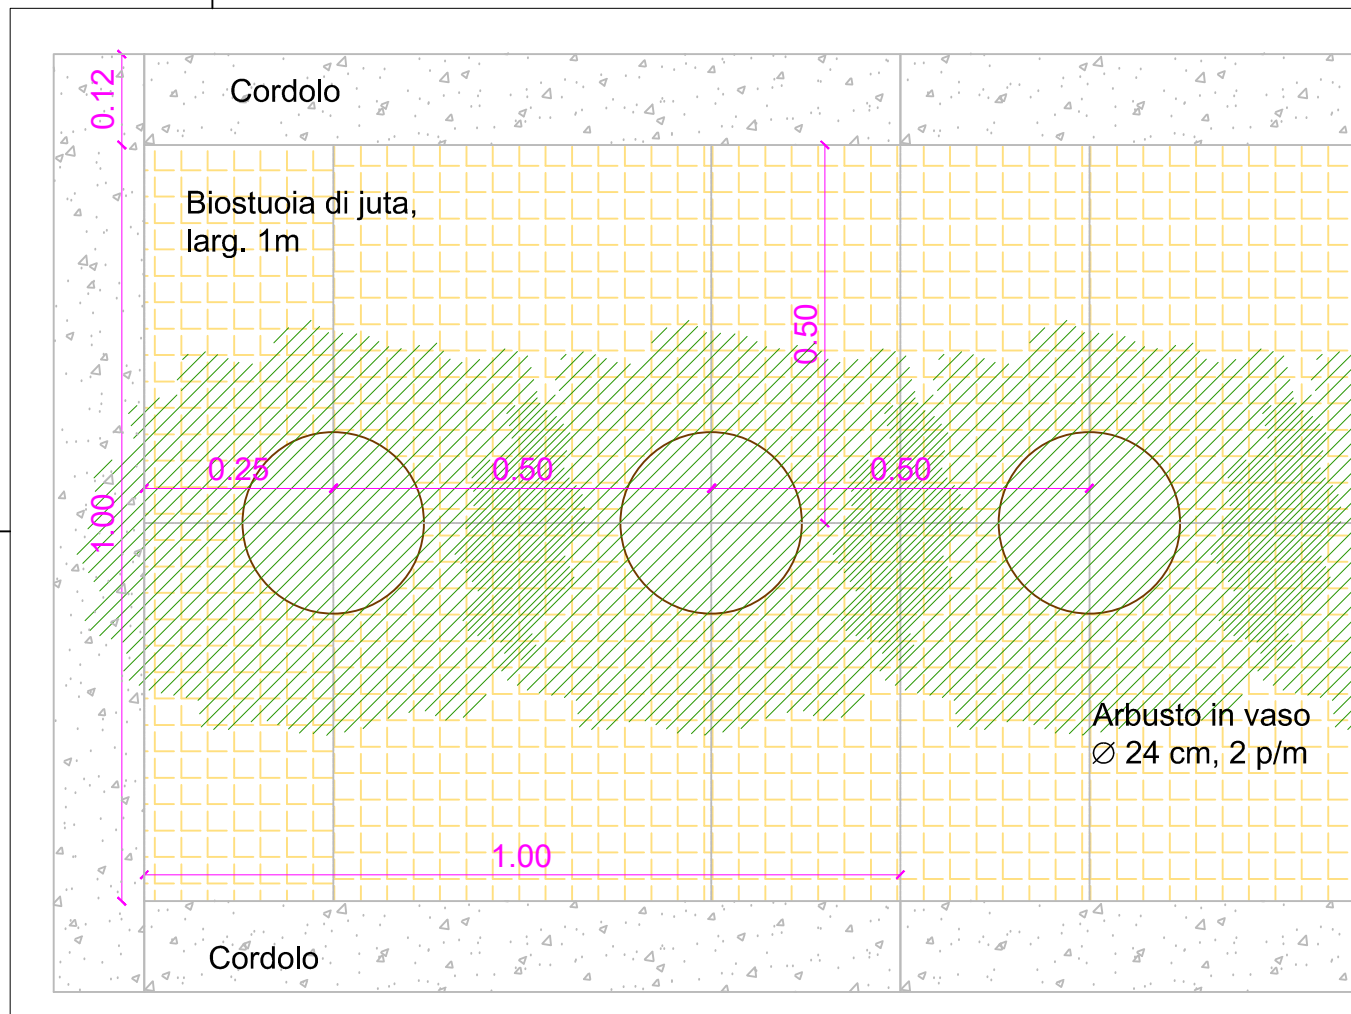 Cordolo
0.12
Biostuoia di juta,
larg. 1m
0.50
0.25
0.50
0.50
1.00
Arbusto in vaso
∅ 24 cm, 2 p/m
1.00
Cordolo